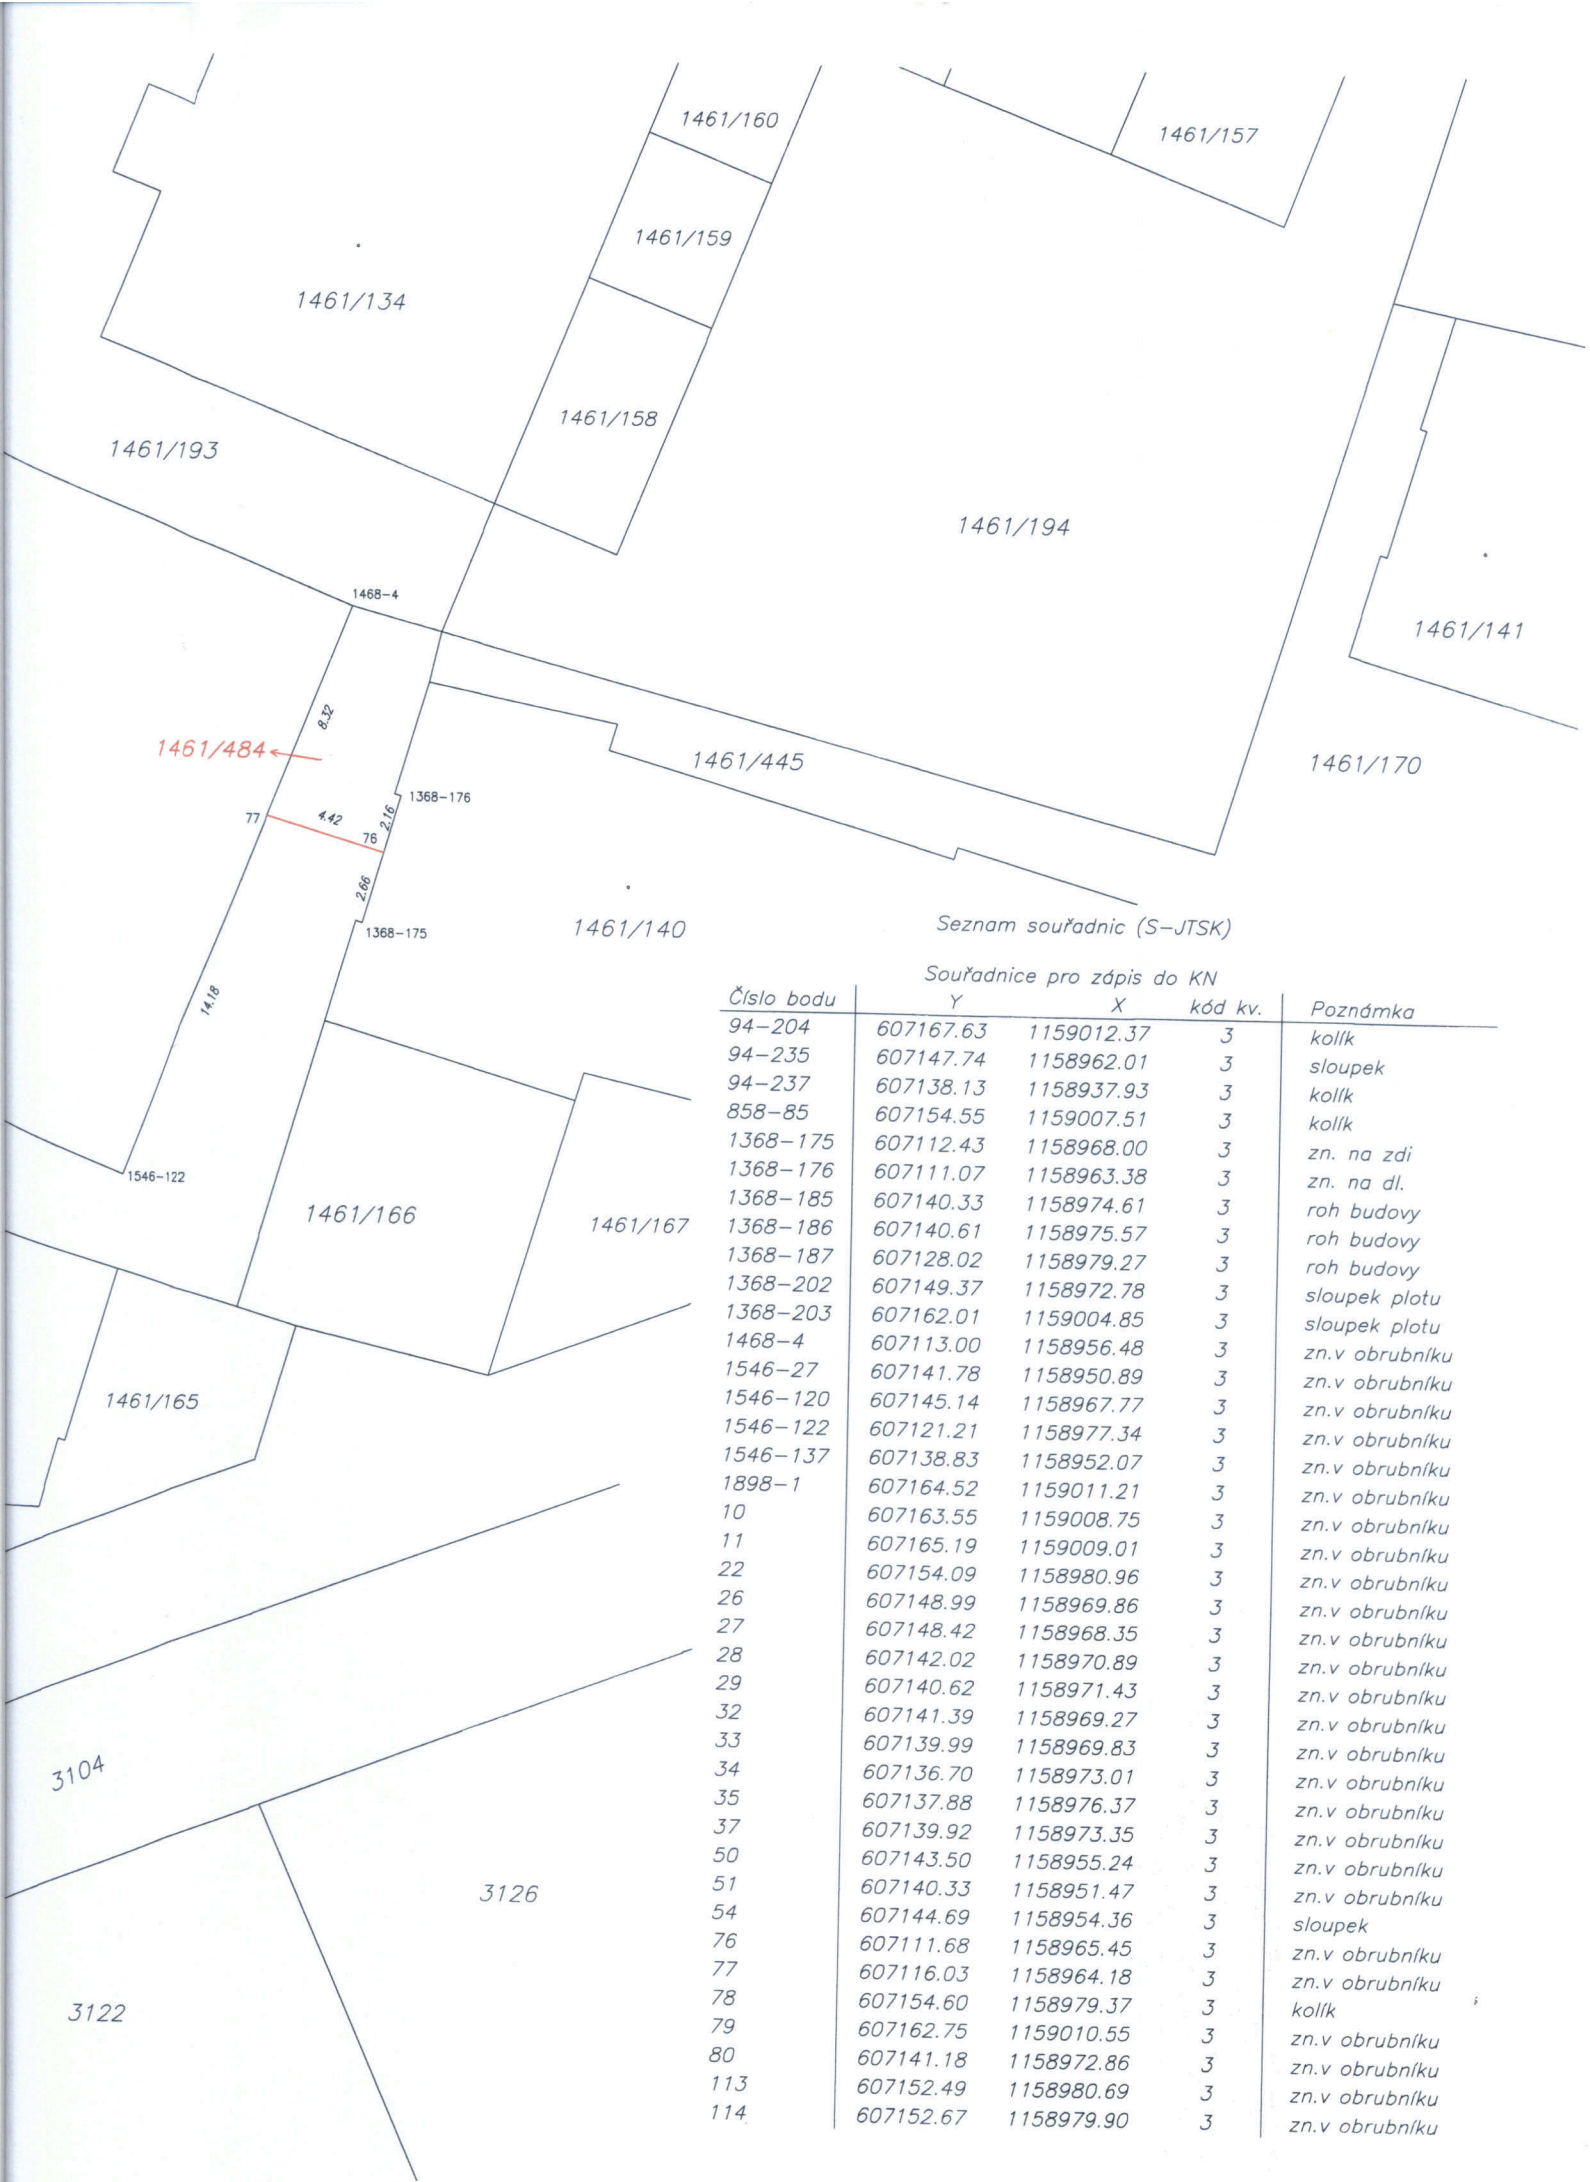 1461/160
1461/157
1461/159
1461/134
1461/158
1461/193
1461/194
1468-4
1461/141
8.32
1461/484
1461/445
1461/170
1368-176
77
4.42
2.16
76
2.66
1368-175
1461/140
14.18
1546-122
1461/166
1461/167
1461/165
3104
3126
3122
Seznam souřadnic (S-JTSK)
Souřadnice pro zápis do KN
Číslo bodu Y X kód kv. Poznámka
94-204 607167.63 1159012.37 3 kolík
94-235 607147.74 1158962.01 3 sloupek
94-237 607138.13 1158937.93 3 kolík
858-85 607154.55 1159007.51 3 kolík
1368-175 607112.43 1158968.00 3 zn. na zdi
1368-176 607111.07 1158963.38 3 zn. na dl.
1368-185 607140.33 1158974.61 3 roh budovy
1368-186 607140.61 1158975.57 3 roh budovy
1368-187 607128.02 1158979.27 3 roh budovy
1368-202 607149.37 1158972.78 3 sloupek plotu
1368-203 607162.01 1159004.85 3 sloupek plotu
1468-4 607113.00 1158956.48 3 zn.v obrubníku
1546-27 607141.78 1158950.89 3 zn.v obrubníku
1546-120 607145.14 1158967.77 3 zn.v obrubníku
1546-122 607121.21 1158977.34 3 zn.v obrubníku
1546-137 607138.83 1158952.07 3 zn.v obrubníku
1898-1 607164.52 1159011.21 3 zn.v obrubníku
10 607163.55 1159008.75 3 zn.v obrubníku
11 607165.19 1159009.01 3 zn.v obrubníku
22 607154.09 1158980.96 3 zn.v obrubníku
26 607148.99 1158969.86 3 zn.v obrubníku
27 607148.42 1158968.35 3 zn.v obrubníku
28 607142.02 1158970.89 3 zn.v obrubníku
29 607140.62 1158971.43 3 zn.v obrubníku
32 607141.39 1158969.27 3 zn.v obrubníku
33 607139.99 1158969.83 3 zn.v obrubníku
34 607136.70 1158973.01 3 zn.v obrubníku
35 607137.88 1158976.37 3 zn.v obrubníku
37 607139.92 1158973.35 3 zn.v obrubníku
50 607143.50 1158955.24 3 zn.v obrubníku
51 607140.33 1158951.47 3 zn.v obrubníku
54 607144.69 1158954.36 3 sloupek
76 607111.68 1158965.45 3 zn.v obrubníku
77 607116.03 1158964.18 3 zn.v obrubníku
78 607154.60 1158979.37 3 kolík
79 607162.75 1159010.55 3 zn.v obrubníku
80 607141.18 1158972.86 3 zn.v obrubníku
113 607152.49 1158980.69 3 zn.v obrubníku
114 607152.67 1158979.90 3 zn.v obrubníku